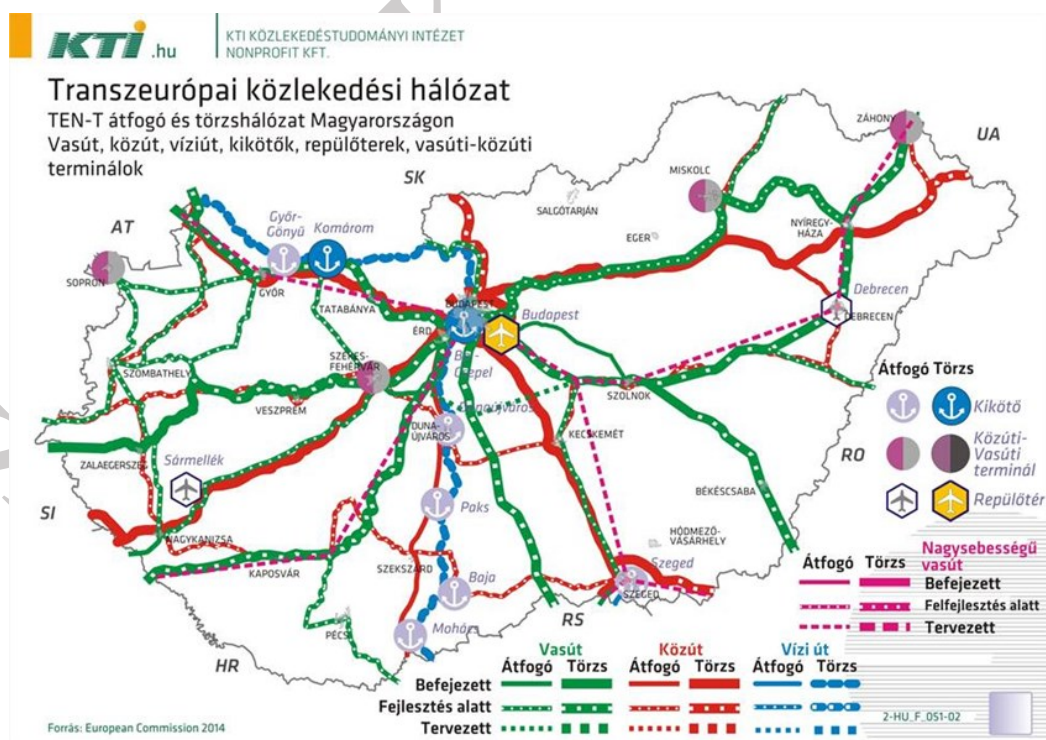 KTI.hu
KTI KÖZLEKEDÉSTUDOMÁNYI INTÉZET
NONPROFIT KFT.
Transzeurópai közlekedési hálózat
TEN-T átfogó és törzshálózat Magyarországon
Vasút, közút, víziút, kikötők, repülőterek, vasúti-közúti
terminálok
SK
UA
AT
ZÁHONY
MISKOLC
SALGÓTARJÁN
EGER
NYÍREGY-
HÁZA
Győr-
Gönyű
Komárom
SOPRON
GYŐR
TATABÁNYA
BUDAPEST
Budapest
ÉRD
Debrecen
DEBRECEN
SZÉKES-
FEHÉRVÁR
Csepel
SZOMBATHELY
VESZPRÉM
SZOLNOK
Dunaújváros
DUNA-
ÚJVÁROS
KECSKEMÉT
ZALAEGERSZEG
Sármellék
BÉKÉSCSABA
RO
SI
Paks
HÓDMEZŐ-
VÁSÁRHELY
NAGYKANIZSA
KAPOSVÁR
SZEKSZÁRD
Baja
Szeged
SZEGED
RS
PÉCS
Mohács
HR
Átfogó Törzs
Kikötő
Közúti-
Vasúti
terminál
Repülőtér
Átfogó Törzs Nagysebességű
vasút
Befejezett
Felfejlesztés alatt
Tervezett
Vasút Közút Vízi út
Átfogó Törzs Átfogó Törzs Átfogó Törzs
Befejezett
Fejlesztés alatt
Tervezett
2-HU_F_051-02
Forrás: European Commission 2014